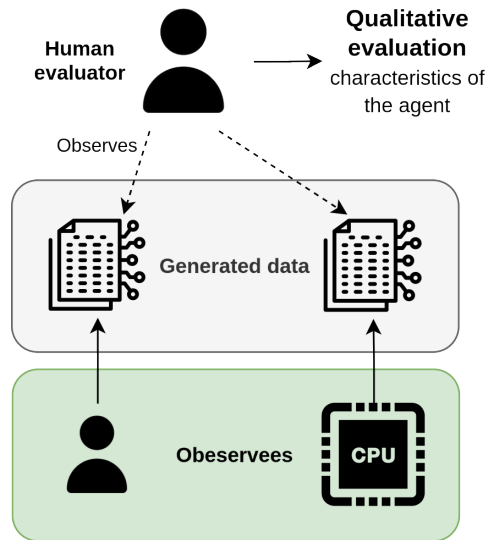 Human
evaluator
Qualitative
evaluation
characteristics of
the agent
Observes
Generated data
Obeservees
CPU